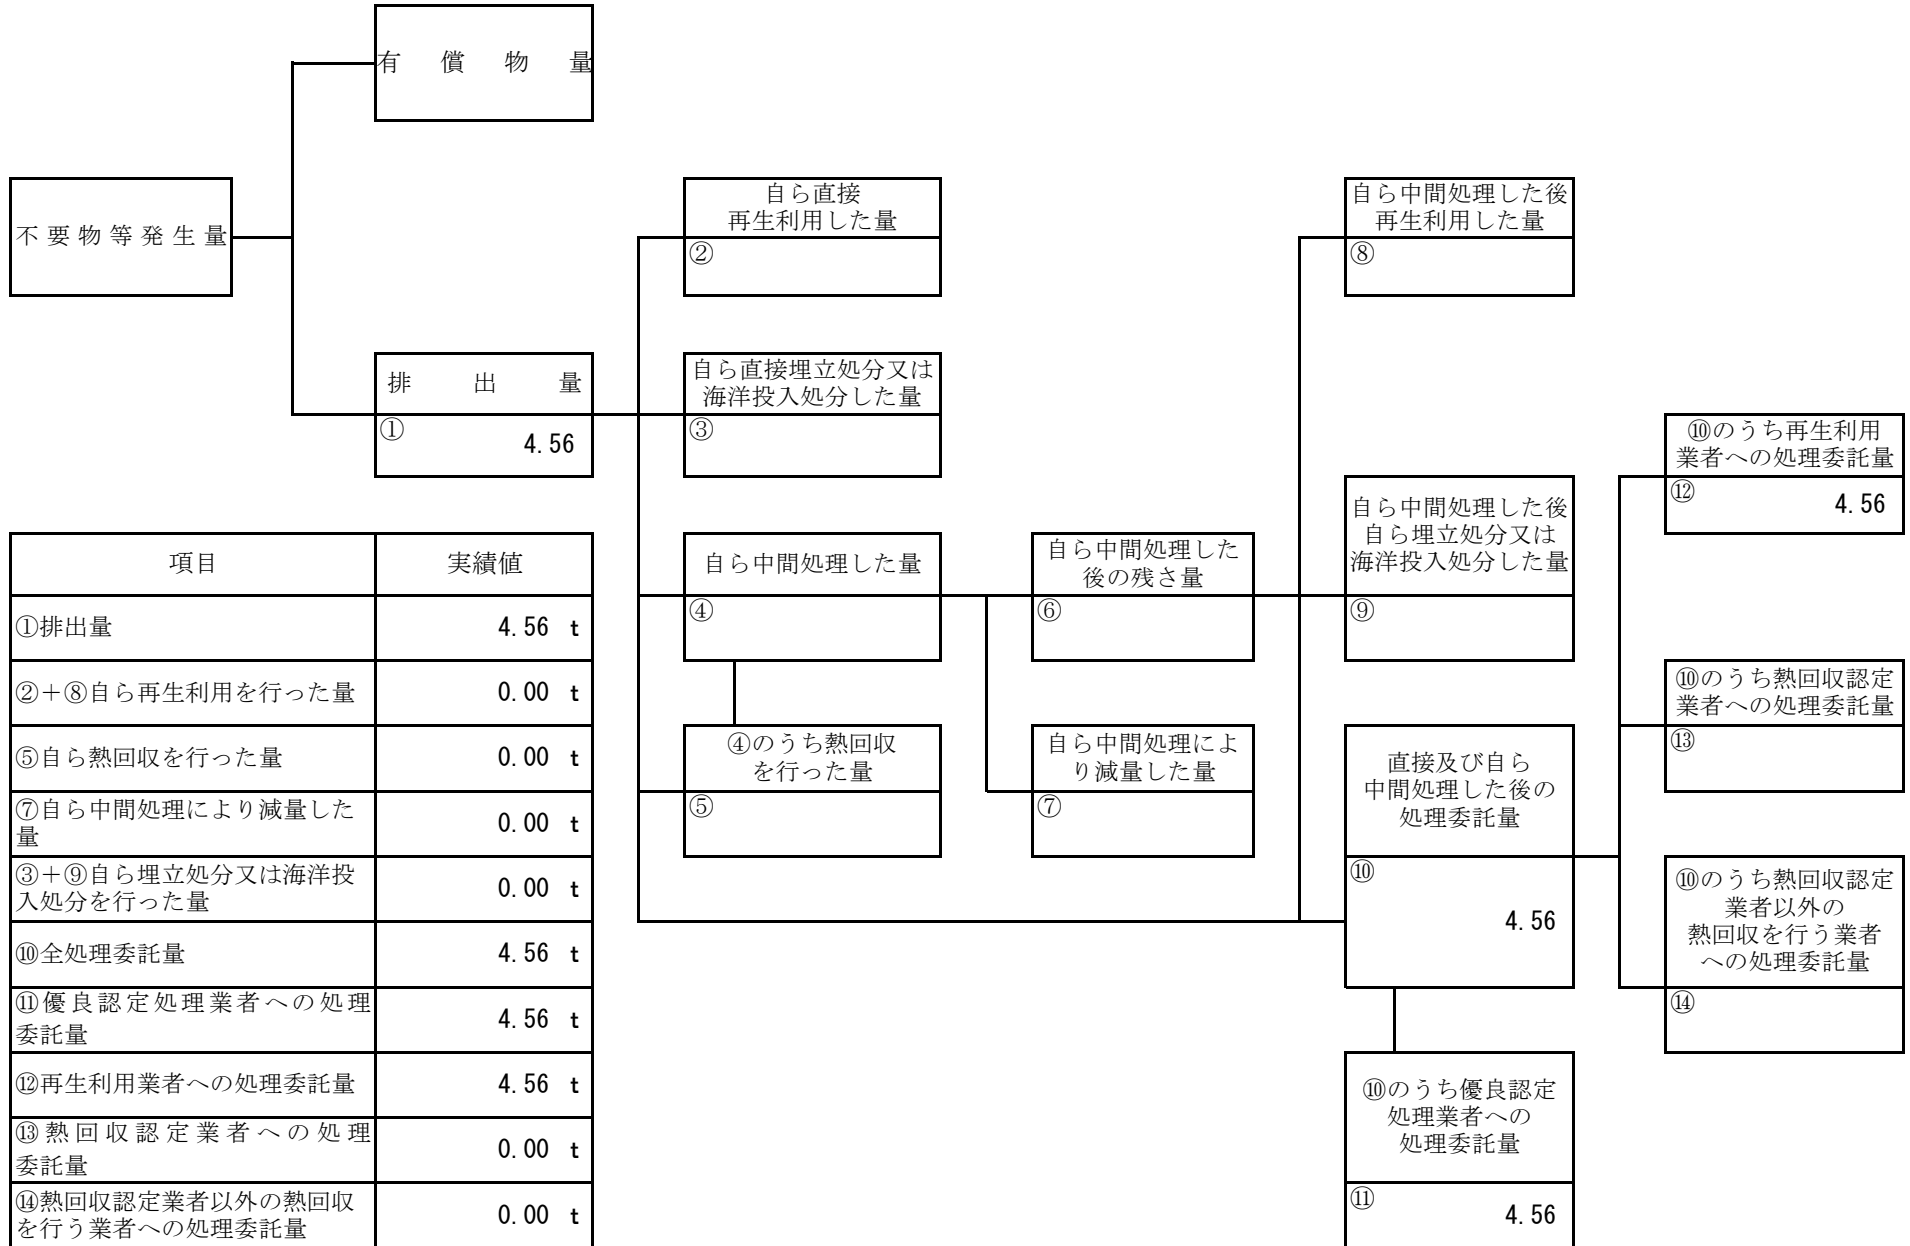 有償物量
不要物等発生量
自ら直接
再生利用した量
②
自ら中間処理した後
再生利用した量
⑧
排出量
①
4.56
自ら直接埋立処分又は
海洋投入処分した量
③
⑩のうち再生利用
業者への処理委託量
⑫
4.56
自ら中間処理した量
④
自ら中間処理した
後の残さ量
⑥
自ら中間処理した後
自ら埋立処分又は
海洋投入処分した量
⑨
⑩のうち熱回収認定
業者への処理委託量
⑬
④のうち熱回収
を行った量
⑤
自ら中間処理によ
り減量した量
⑦
直接及び自ら
中間処理した後の
処理委託量
⑩
4.56
⑩のうち熱回収認定
業者以外の
熱回収を行う業者
への処理委託量
⑭
⑩のうち優良認定
処理業者への
処理委託量
⑪
4.56
項目 実績値
①排出量 4.56 t
②＋⑧自ら再生利用を行った量 0.00 t
⑤自ら熱回収を行った量 0.00 t
⑦自ら中間処理により減量した
量 0.00 t
③＋⑨自ら埋立処分又は海洋投
入処分を行った量 0.00 t
⑩全処理委託量 4.56 t
⑪優良認定処理業者への処理
委託量 4.56 t
⑫再生利用業者への処理委託量 4.56 t
⑬熱回収認定業者への処理
委託量 0.00 t
⑭熱回収認定業者以外の熱回収
を行う業者への処理委託量 0.00 t